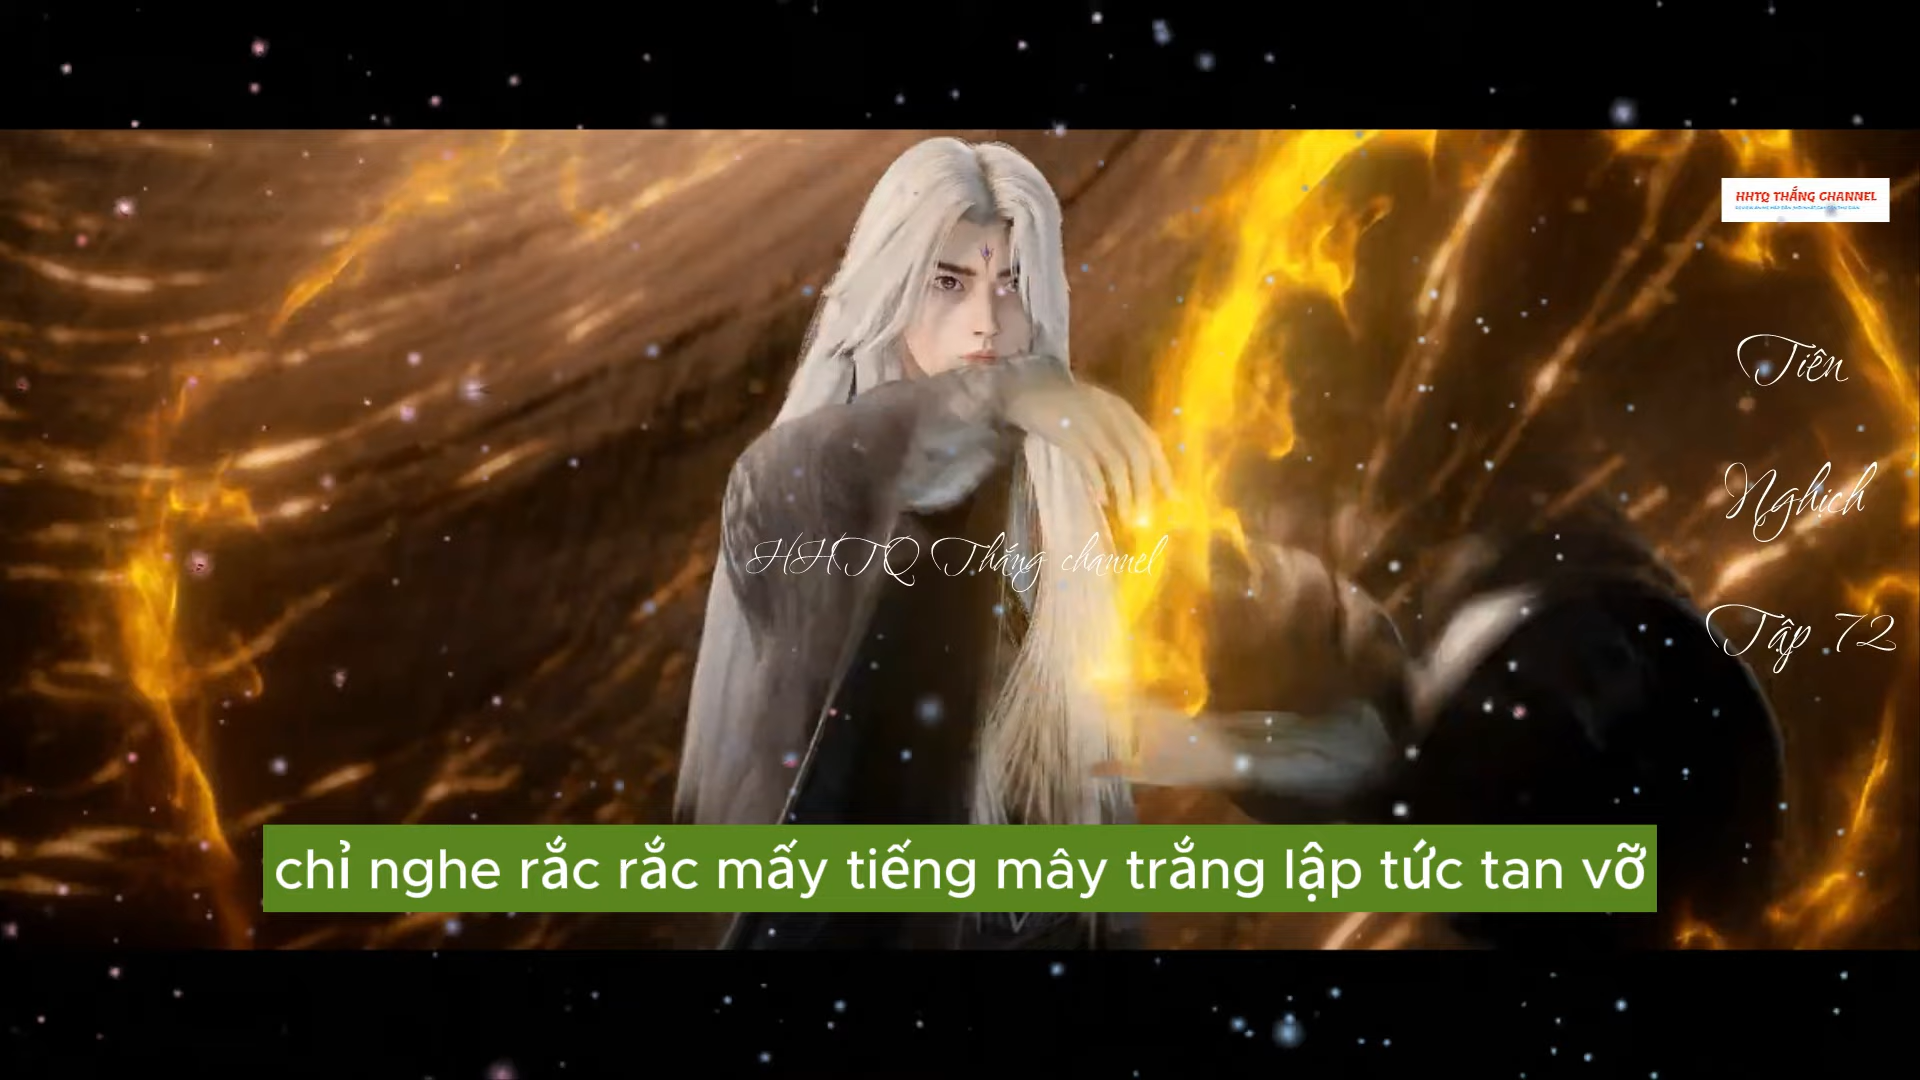 HHTQ THẮNG CHANNEL
Tiên
Nghịch
HHTQ Thắng channel
Tập 72
chỉ nghe rắc rắc mấy tiếng mây trắng lập tức tan vỡ